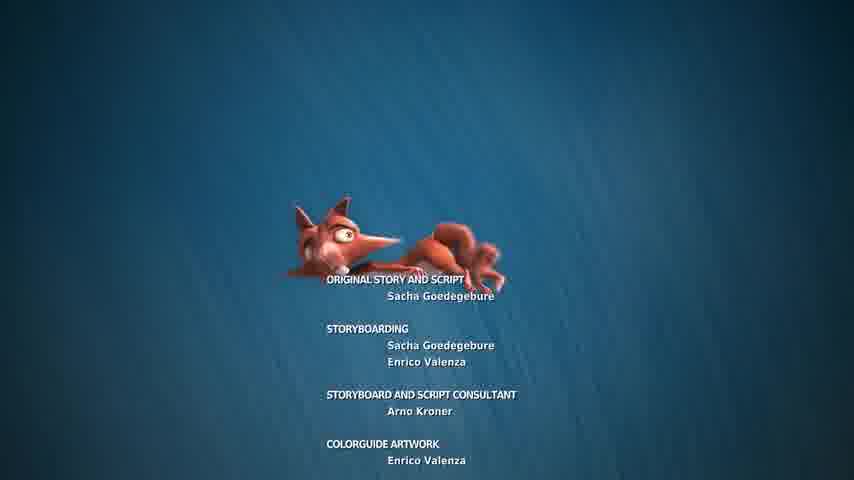 ORIGINAL STORY AND SCRIPT
Sacha Goedegebure
STORYBOARDING
Sacha Goedegebure
Enrico Valenza
STORYBOARD AND SCRIPT CONSULTANT
Arno Kroner
COLORGUIDE ARTWORK
Enrico Valenza